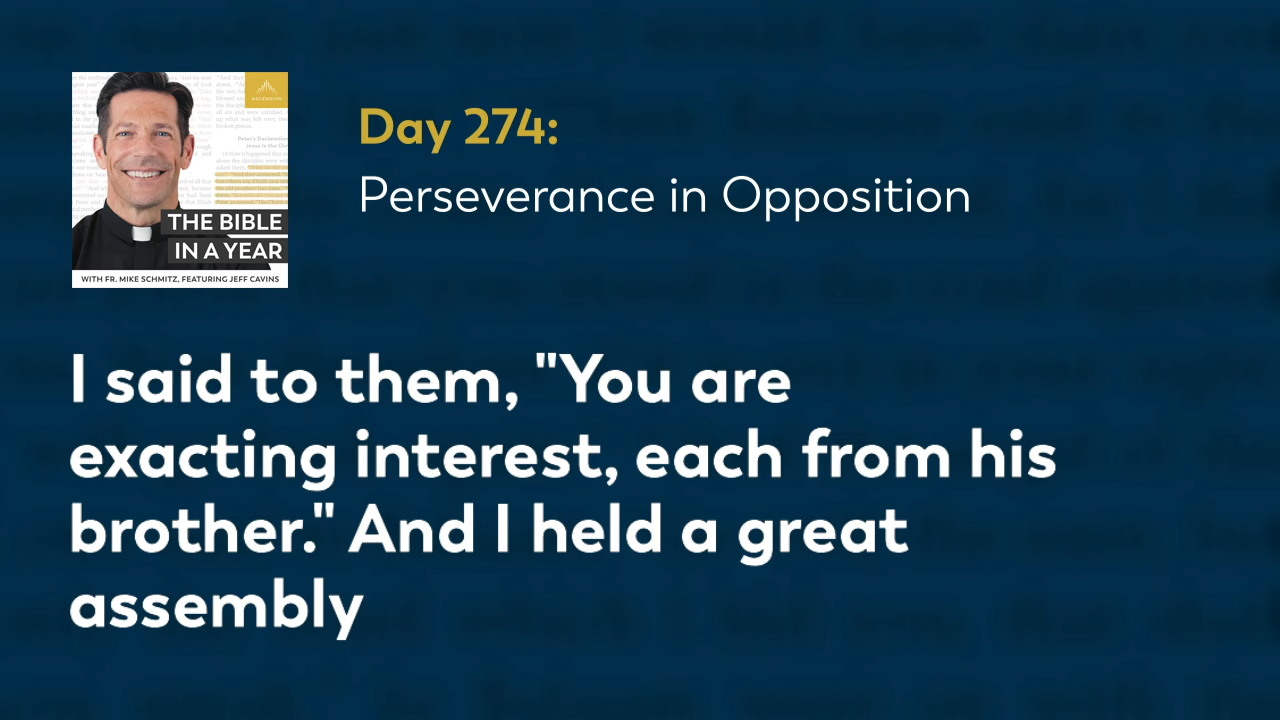 ASCENSION
THE BIBLE
IN A YEAR
WITH FR. MIKE SCHMITZ, FEATURING JEFF CAVINS
Day 274:
Perseverance in Opposition
I said to them, "You are
exacting interest, each from his
brother." And I held a great
assembly